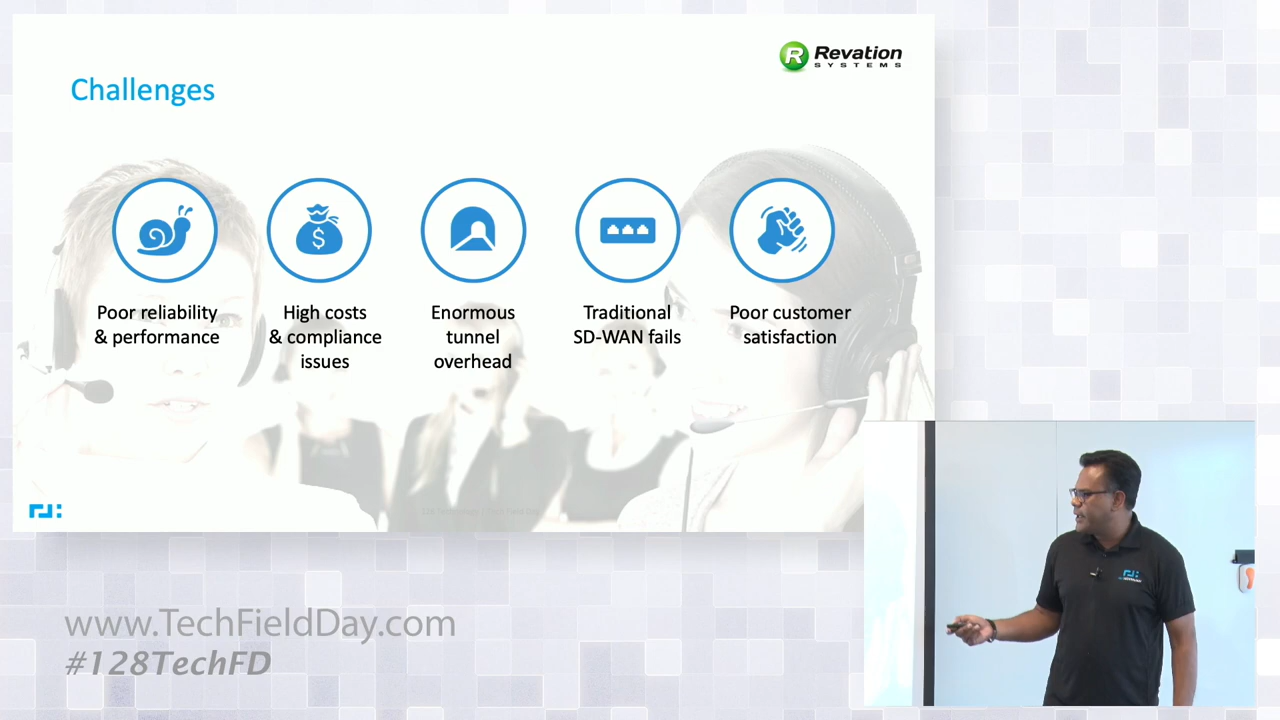 Revation
SYSTEMS
Challenges
Poor reliability
& performance
High costs
& compliance
issues
Enormous
tunnel
overhead
Traditional
SD-WAN fails
Poor customer
satisfaction
www.TechFieldDay.com
#128TechFD